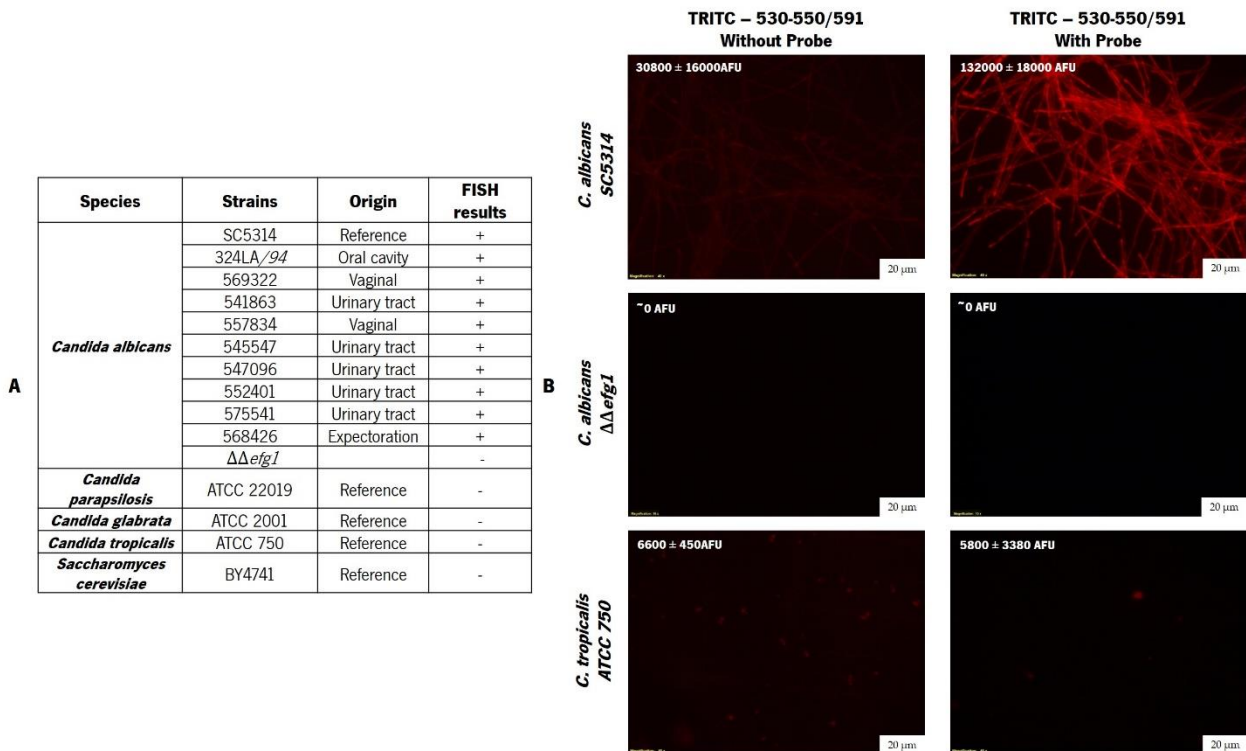 A
Species Strains Origin FISH results
Candida albicans
SC5314 Reference +
324LA/94 Oral cavity +
569322 Vaginal +
541863 Urinary tract +
557834 Vaginal +
545547 Urinary tract +
547096 Urinary tract +
552401 Urinary tract +
575541 Urinary tract +
568426 Expectoration +
ΔΔefg1 -
Candida parapsilosis ATCC 22019 Reference -
Candida glabrata ATCC 2001 Reference -
Candida tropicalis ATCC 750 Reference -
Saccharomyces cerevisiae BY4741 Reference -
B
TRITC – 530-550/591
Without Probe
TRITC – 530-550/591
With Probe
C. albicans
SC5314
30800 ± 16000AFU
20 µm
132000 ± 18000 AFU
20 µm
C. albicans
ΔΔefg1
~0 AFU
20 µm
~0 AFU
20 µm
C. tropicalis
ATCC 750
6600 ± 450AFU
20 µm
5800 ± 3380 AFU
20 µm